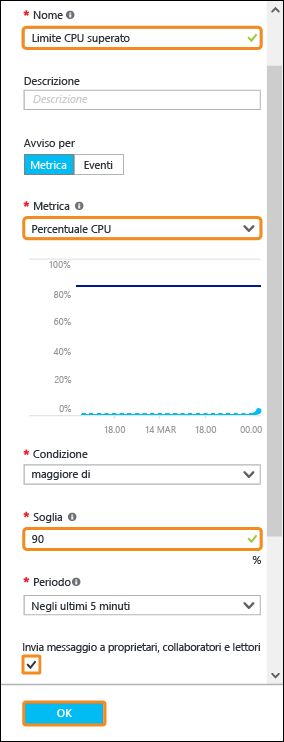 * Nome
Limite CPU superato
Descrizione
Descrizione
Avviso per
Metrica Eventi
* Metrica
Percentuale CPU
100%
80%
60%
40%
20%
0%
18.00 14 MAR 18.00 00.00
* Condizione
maggiore di
* Soglia
90
%
* Periodo
Negli ultimi 5 minuti
Invia messaggio a proprietari, collaboratori e lettori
OK